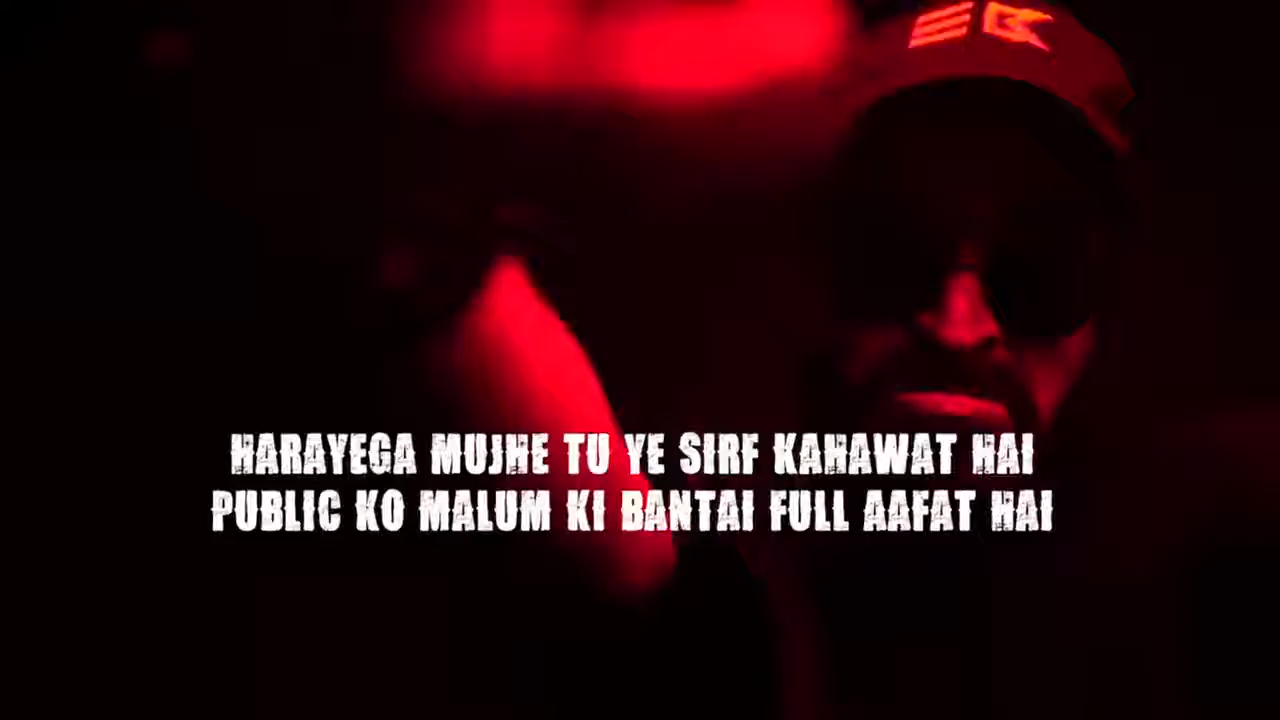 HARAYEGA MUJHE TU YE SIRF KAHAWAT HAI
PUBLIC KO MALUM KI BANTAI FULL AAFAT HAI